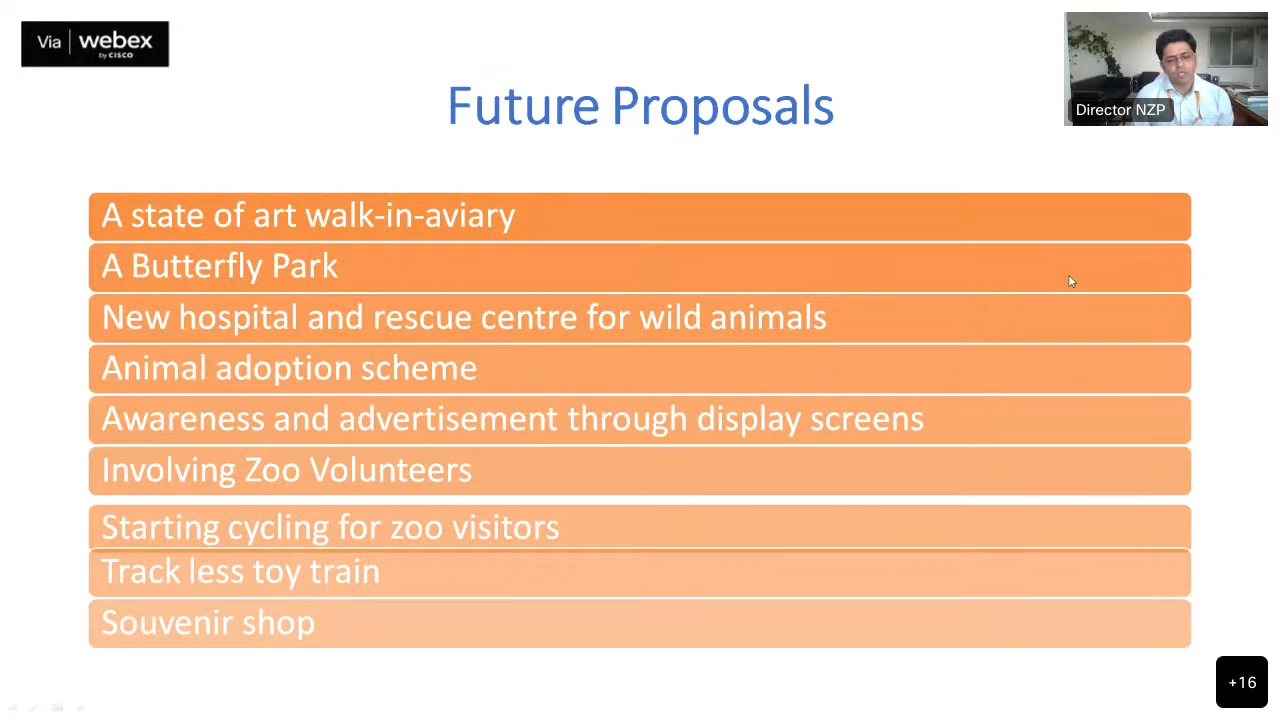 Via | webex
by CISCO
Director NZP
Future Proposals
A state of art walk-in-aviary
A Butterfly Park
New hospital and rescue centre for wild animals
Animal adoption scheme
Awareness and advertisement through display screens
Involving Zoo Volunteers
Starting cycling for zoo visitors
Track less toy train
Souvenir shop
+16